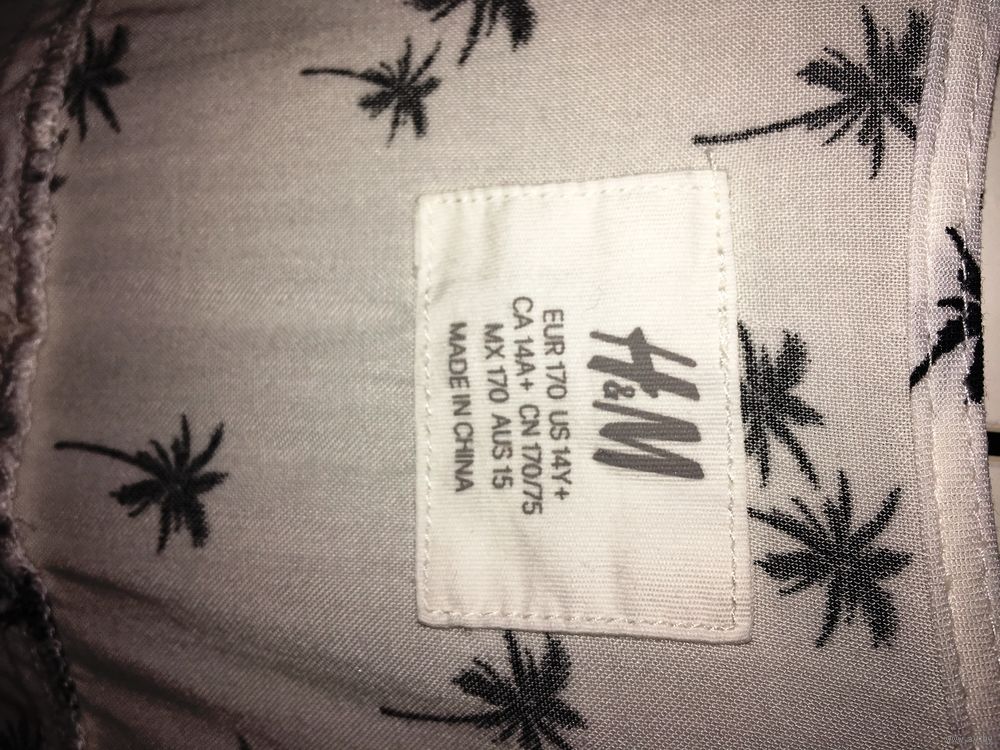 H&M
EUR 170 US 14Y+
CA 14A+ CN 170/75
MX 170 AUS 15
MADE IN CHINA